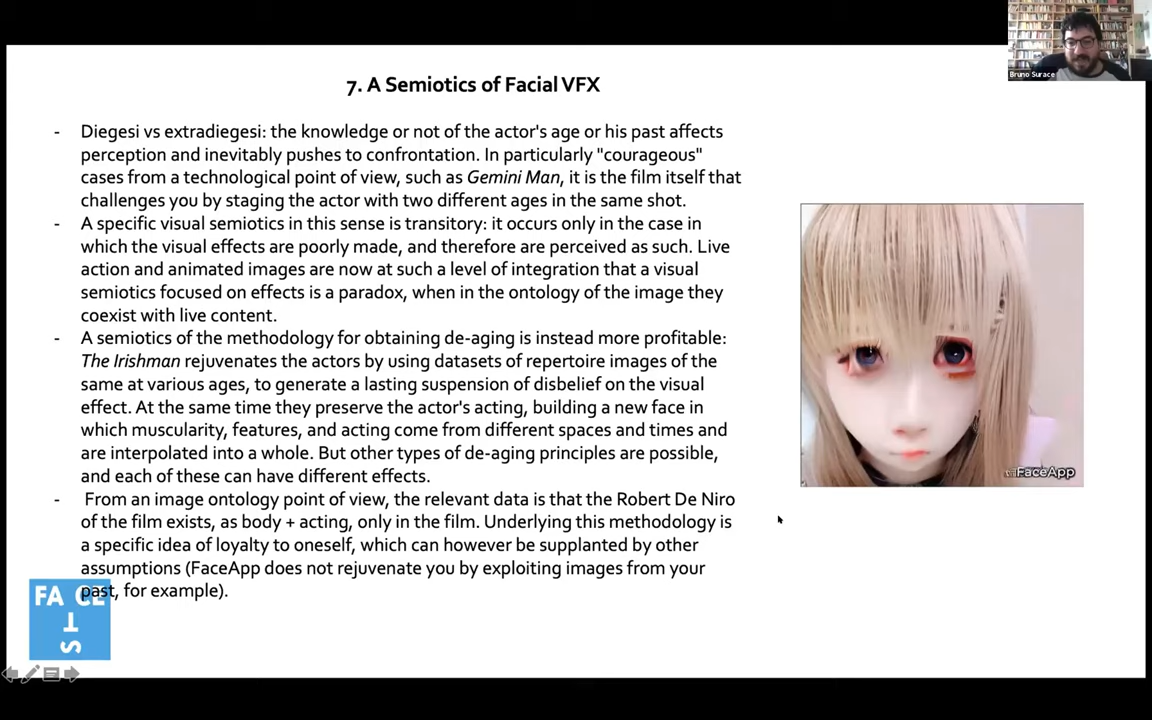 Bruno Surace
7. A Semiotics of Facial VFX
- Diegesi vs extradiegesi: the knowledge or not of the actor's age or his past affects
perception and inevitably pushes to confrontation. In particularly "courageous"
cases from a technological point of view, such as Gemini Man, it is the film itself that
challenges you by staging the actor with two different ages in the same shot.
- A specific visual semiotics in this sense is transitory: it occurs only in the case in
which the visual effects are poorly made, and therefore are perceived as such. Live
action and animated images are now at such a level of integration that a visual
semiotics focused on effects is a paradox, when in the ontology of the image they
coexist with live content.
- A semiotics of the methodology for obtaining de-aging is instead more profitable:
The Irishman rejuvenates the actors by using datasets of repertoire images of the
same at various ages, to generate a lasting suspension of disbelief on the visual
effect. At the same time they preserve the actor's acting, building a new face in
which muscularity, features, and acting come from different spaces and times and
are interpolated into a whole. But other types of de-aging principles are possible,
and each of these can have different effects.
- From an image ontology point of view, the relevant data is that the Robert De Niro
of the film exists, as body + acting, only in the film. Underlying this methodology is
a specific idea of loyalty to oneself, which can however be supplanted by other
assumptions (FaceApp does not rejuvenate you by exploiting images from your
past, for example).
FaceApp
FA CE
T
S